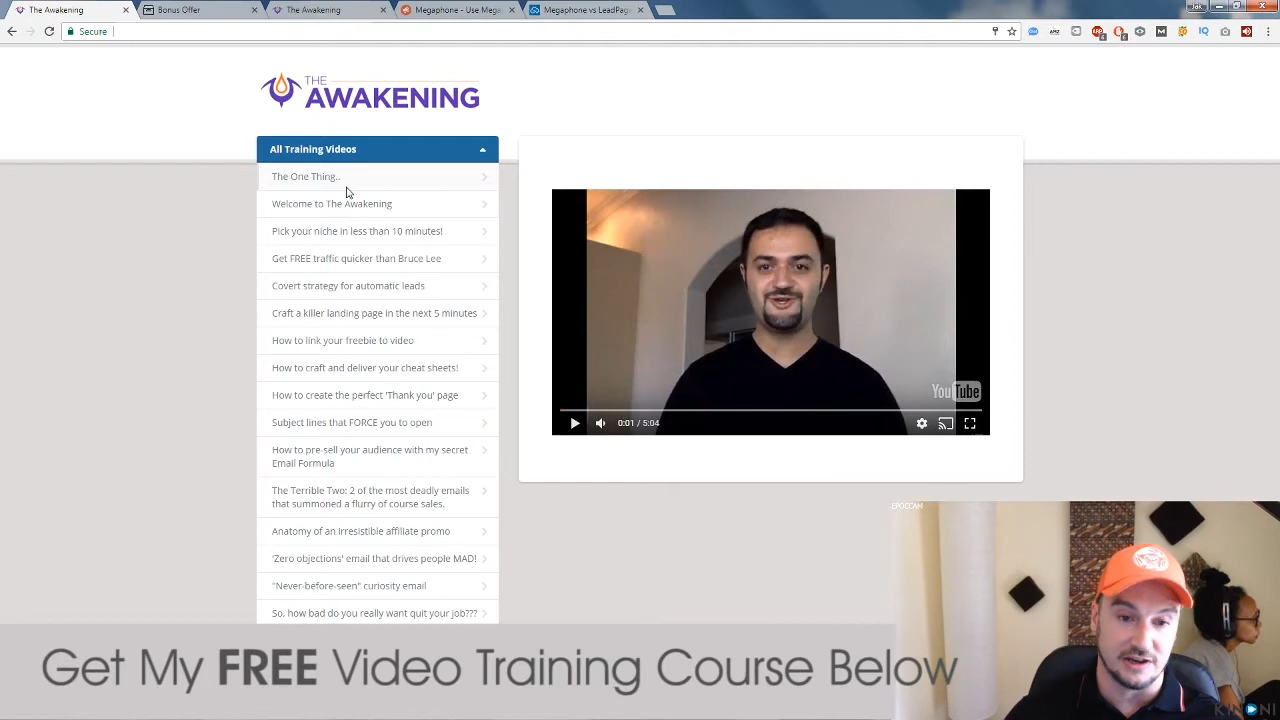 The Awakening
Bonus Offer
The Awakening
Megaphone - Use Mega
Megaphone vs LeadPage
Jak
Secure
THE
AWAKENING
All Training Videos
The One Thing..
Welcome to The Awakening
Pick your niche in less than 10 minutes!
Get FREE traffic quicker than Bruce Lee
Covert strategy for automatic leads
Craft a killer landing page in the next 5 minutes
How to link your freebie to video
How to craft and deliver your cheat sheets!
How to create the perfect 'Thank you' page
Subject lines that FORCE you to open
How to pre-sell your audience with my secret
Email Formula
The Terrible Two: 2 of the most deadly emails
that summoned a flurry of course sales.
Anatomy of an irresistible affiliate promo
'Zero objections' email that drives people MAD!
"Never-before-seen" curiosity email
So, how bad do you really want quit your job???
YouTube
0:01 / 5:04
EPOCCAM
Get My FREE Video Training Course Below
KINONI